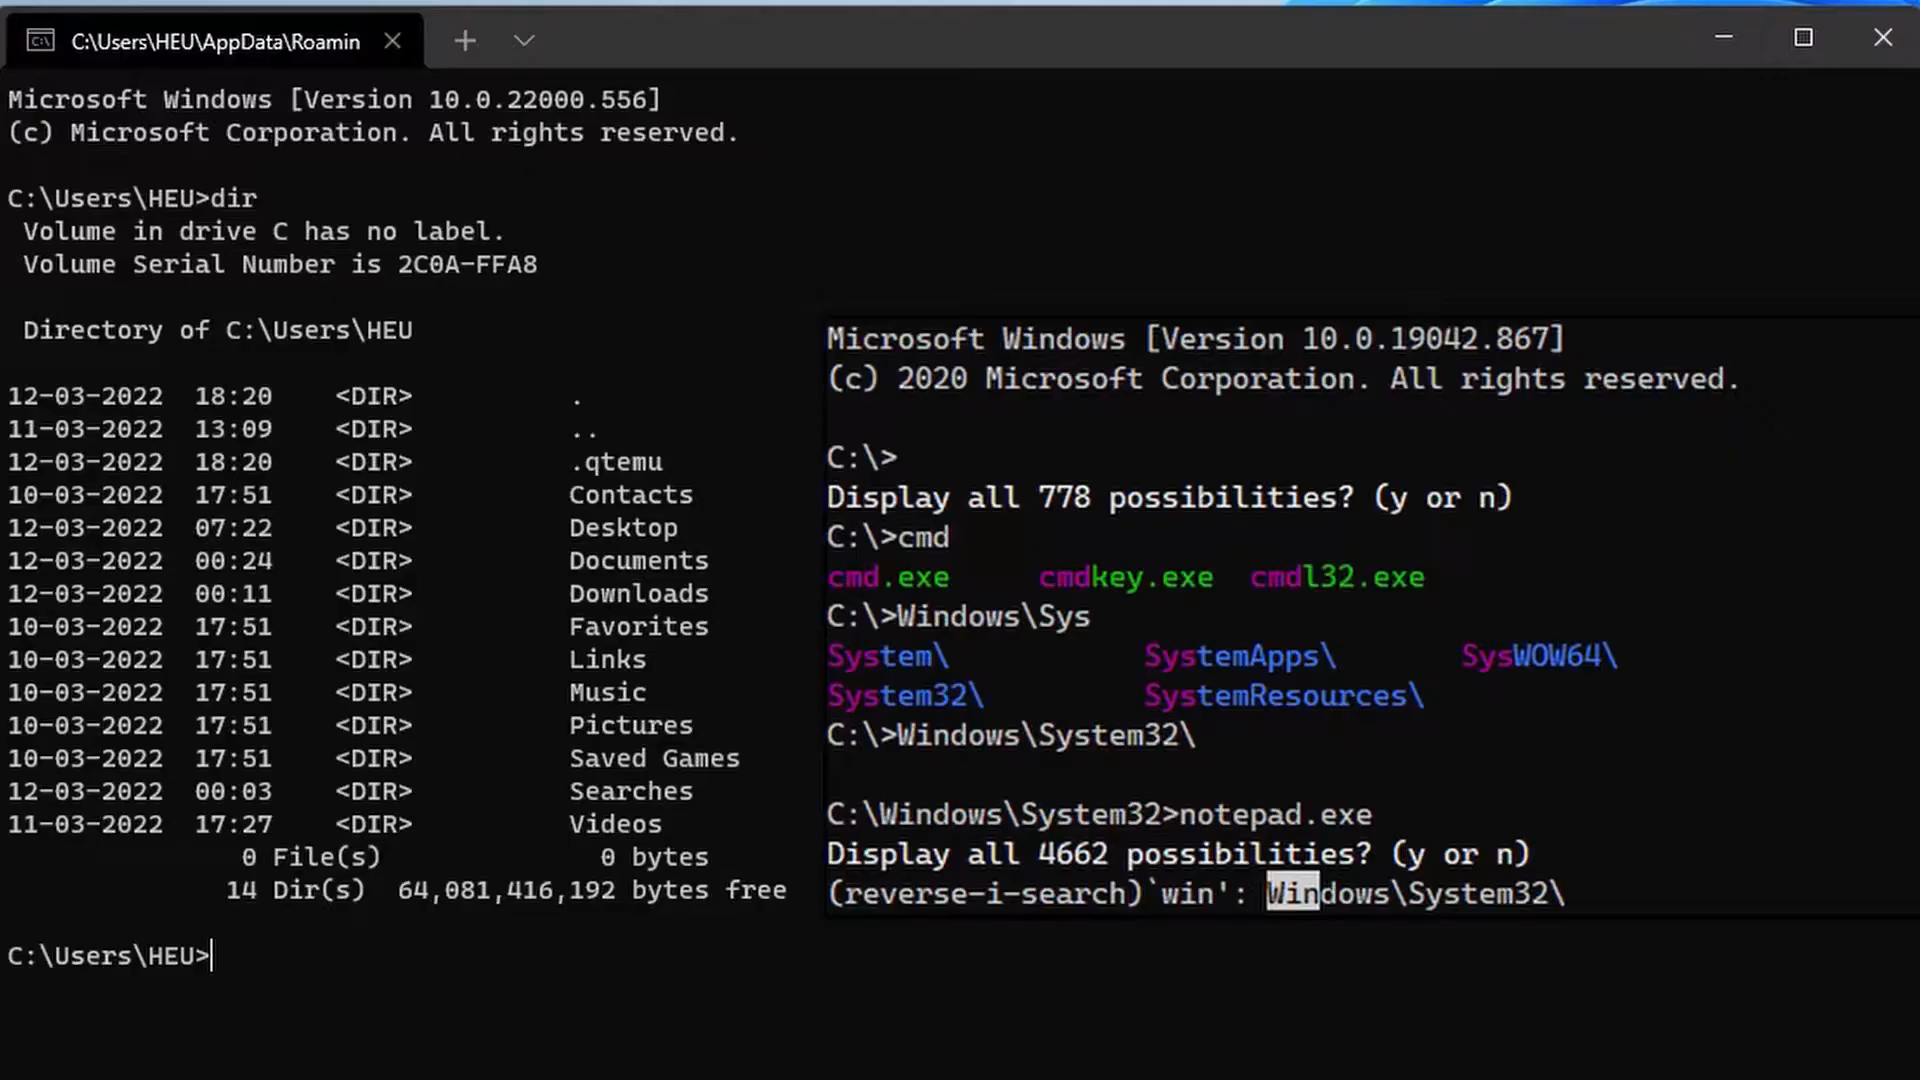 C:\Users\HEU\AppData\Roamin
Microsoft Windows [Version 10.0.22000.556]
(c) Microsoft Corporation. All rights reserved.
C:\Users\HEU>dir
Volume in drive C has no label.
Volume Serial Number is 2C0A-FFA8
Directory of C:\Users\HEU
12-03-2022  18:20    <DIR>          .
11-03-2022  13:09    <DIR>          ..
12-03-2022  18:20    <DIR>          .qtemu
10-03-2022  17:51    <DIR>          Contacts
12-03-2022  07:22    <DIR>          Desktop
12-03-2022  00:24    <DIR>          Documents
12-03-2022  00:11    <DIR>          Downloads
10-03-2022  17:51    <DIR>          Favorites
10-03-2022  17:51    <DIR>          Links
10-03-2022  17:51    <DIR>          Music
10-03-2022  17:51    <DIR>          Pictures
10-03-2022  17:51    <DIR>          Saved Games
12-03-2022  00:03    <DIR>          Searches
11-03-2022  17:27    <DIR>          Videos
0 File(s)              0 bytes
14 Dir(s)  64,081,416,192 bytes free
C:\Users\HEU>
Microsoft Windows [Version 10.0.19042.867]
(c) 2020 Microsoft Corporation. All rights reserved.
C:\>
Display all 778 possibilities? (y or n)
C:\>cmd
cmd.exe     cmdkey.exe  cmdl32.exe
C:\>Windows\Sys
System\           SystemApps\       SysWOW64\
System32\         SystemResources\
C:\>Windows\System32\
C:\Windows\System32>notepad.exe
Display all 4662 possibilities? (y or n)
(reverse-i-search)`win': Windows\System32\